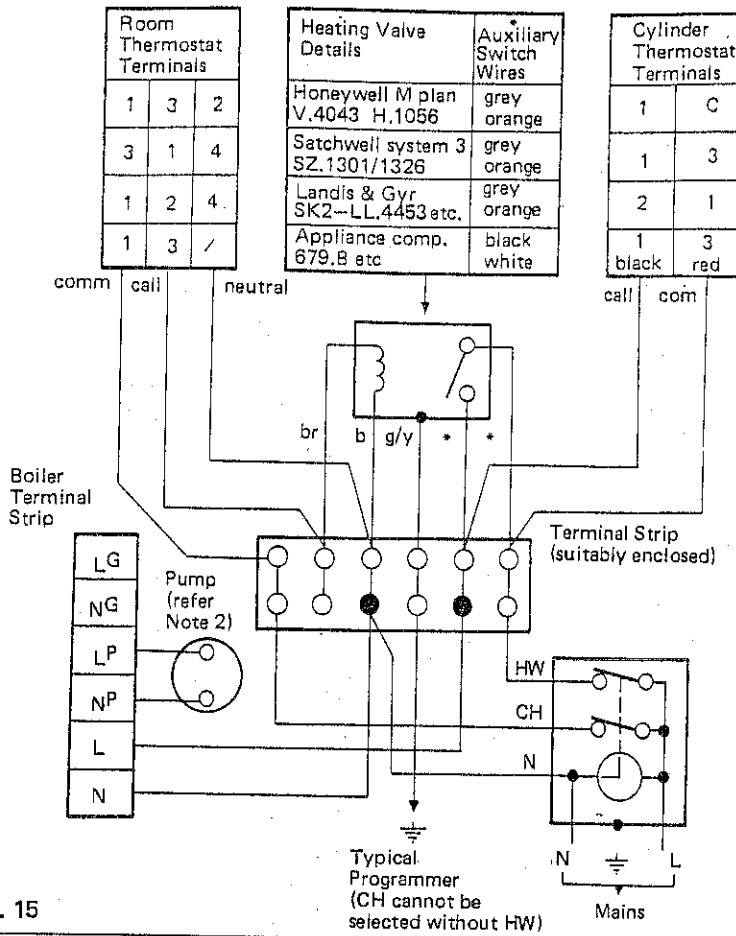 Room
Thermostat
Terminals
1 3 2
3 1 4
1 2 4
1 3 /
comm call neutral
Heating Valve
Details
Auxiliary
Switch
Wires
Honeywell M plan
V.4043 H.1056
grey
orange
Satchwell system 3
SZ.1301/1326
grey
orange
Landis & Gyr
SK2-LL.4453 etc.
grey
orange
Appliance comp.
679.B etc
black
white
Cylinder
Thermostat
Terminals
1 C
1 3
2 1
1 3
black red
call com
br b g/y * *
Boiler
Terminal
Strip
LG
NG
LP
NP
L
N
Pump
(refer
Note 2)
Terminal Strip
(suitably enclosed)
HW
CH
N
N L
Mains
Typical
Programmer
(CH cannot be
selected without HW)
. 15